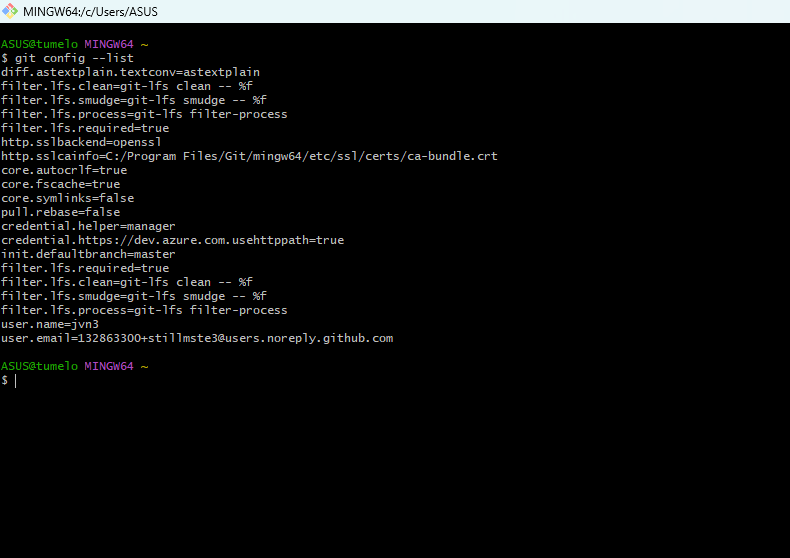 MINGW64:/c/Users/ASUS
ASUS@tumelo MINGW64 ~
$ git config --list
diff.astextplain.textconv=astextplain
filter.lfs.clean=git-lfs clean -- %f
filter.lfs.smudge=git-lfs smudge -- %f
filter.lfs.process=git-lfs filter-process
filter.lfs.required=true
http.sslbackend=openssl
http.sslcainfo=C:/Program Files/Git/mingw64/etc/ssl/certs/ca-bundle.crt
core.autocrlf=true
core.fscache=true
core.symlinks=false
pull.rebase=false
credential.helper=manager
credential.https://dev.azure.com.usehttppath=true
init.defaultbranch=master
filter.lfs.required=true
filter.lfs.clean=git-lfs clean -- %f
filter.lfs.smudge=git-lfs smudge -- %f
filter.lfs.process=git-lfs filter-process
user.name=jvn3
user.email=132863300+stillmste3@users.noreply.github.com
ASUS@tumelo MINGW64 ~
$